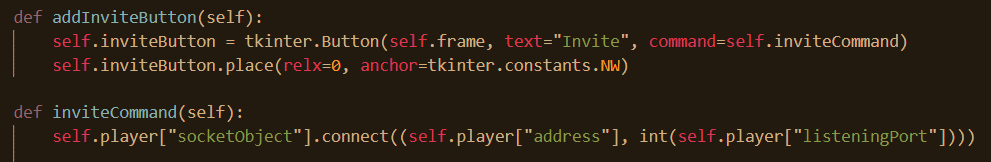 def addInviteButton(self):
    self.inviteButton = tkinter.Button(self.frame, text="Invite", command=self.inviteCommand)
    self.inviteButton.place(relx=0, anchor=tkinter.constants.NW)

def inviteCommand(self):
    self.player["socketObject"].connect((self.player["address"], int(self.player["listeningPort"])))